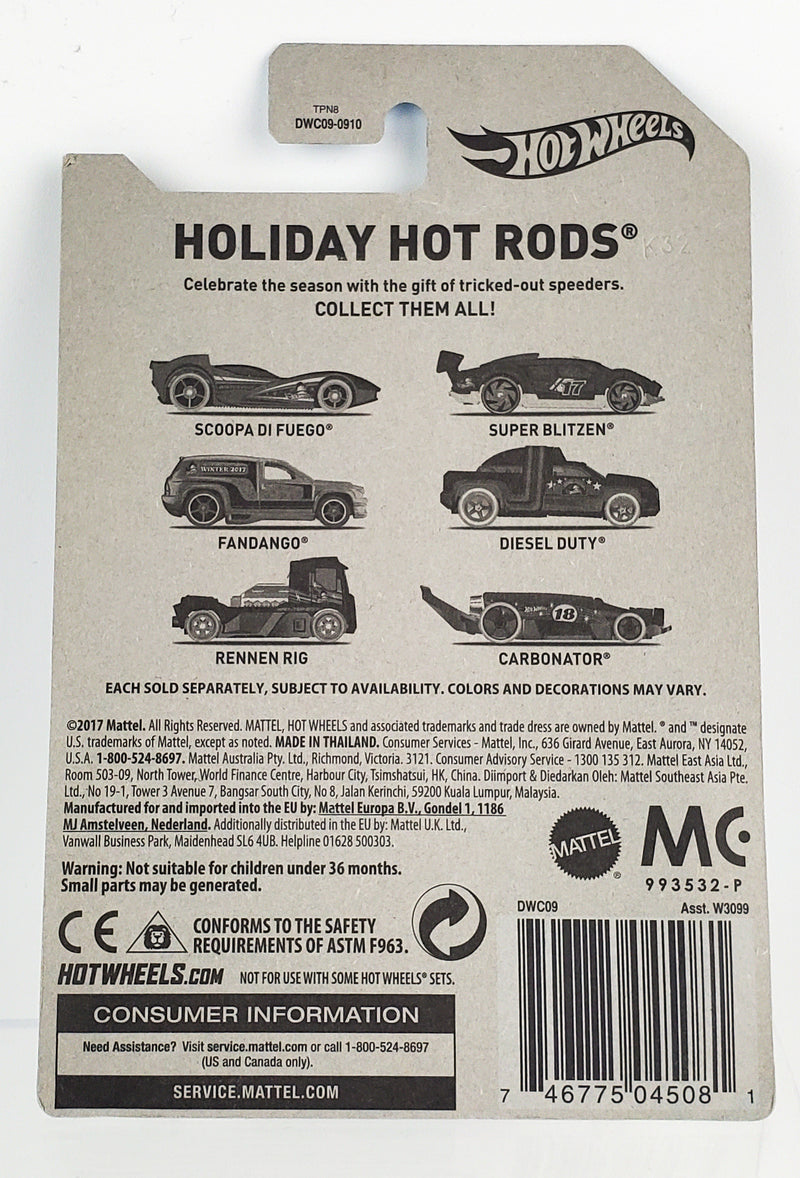 TPN8
DWC09-0910
HOT WHEELS
HOLIDAY HOT RODS®
K32
Celebrate the season with the gift of tricked-out speeders.
COLLECT THEM ALL!
SCOOPA DI FUEGO®
17
SUPER BLITZEN®
WINTER 2017
FANDANGO®
DIESEL DUTY®
RENNEN RIG
HOT WHEELS 18
CARBONATOR®
EACH SOLD SEPARATELY, SUBJECT TO AVAILABILITY. COLORS AND DECORATIONS MAY VARY.
©2017 Mattel. All Rights Reserved. MATTEL, HOT WHEELS and associated trademarks and trade dress are owned by Mattel. ® and ™ designate
U.S. trademarks of Mattel, except as noted. MADE IN THAILAND. Consumer Services - Mattel, Inc., 636 Girard Avenue, East Aurora, NY 14052,
U.S.A. 1-800-524-8697. Mattel Australia Pty. Ltd., Richmond, Victoria. 3121. Consumer Advisory Service - 1300 135 312. Mattel East Asia Ltd.,
Room 503-09, North Tower, World Finance Centre, Harbour City, Tsimshatsui, HK, China. Diimport & Diedarkan Oleh: Mattel Southeast Asia Pte.
Ltd., No 19-1, Tower 3 Avenue 7, Bangsar South City, No 8, Jalan Kerinchi, 59200 Kuala Lumpur, Malaysia.
Manufactured for and imported into the EU by: Mattel Europa B.V., Gondel 1, 1186
MJ Amstelveen, Nederland. Additionally distributed in the EU by: Mattel U.K. Ltd.,
Vanwall Business Park, Maidenhead SL6 4UB. Helpline 01628 500303.
MATTEL®
MC
993532-P
Warning: Not suitable for children under 36 months.
Small parts may be generated.
DWC09 Asst. W3099
CE
CONFORMS TO THE SAFETY
REQUIREMENTS OF ASTM F963.
HOTWHEELS.COM NOT FOR USE WITH SOME HOT WHEELS® SETS.
CONSUMER INFORMATION
Need Assistance? Visit service.mattel.com or call 1-800-524-8697
(US and Canada only).
SERVICE.MATTEL.COM
7 46775 04508 1